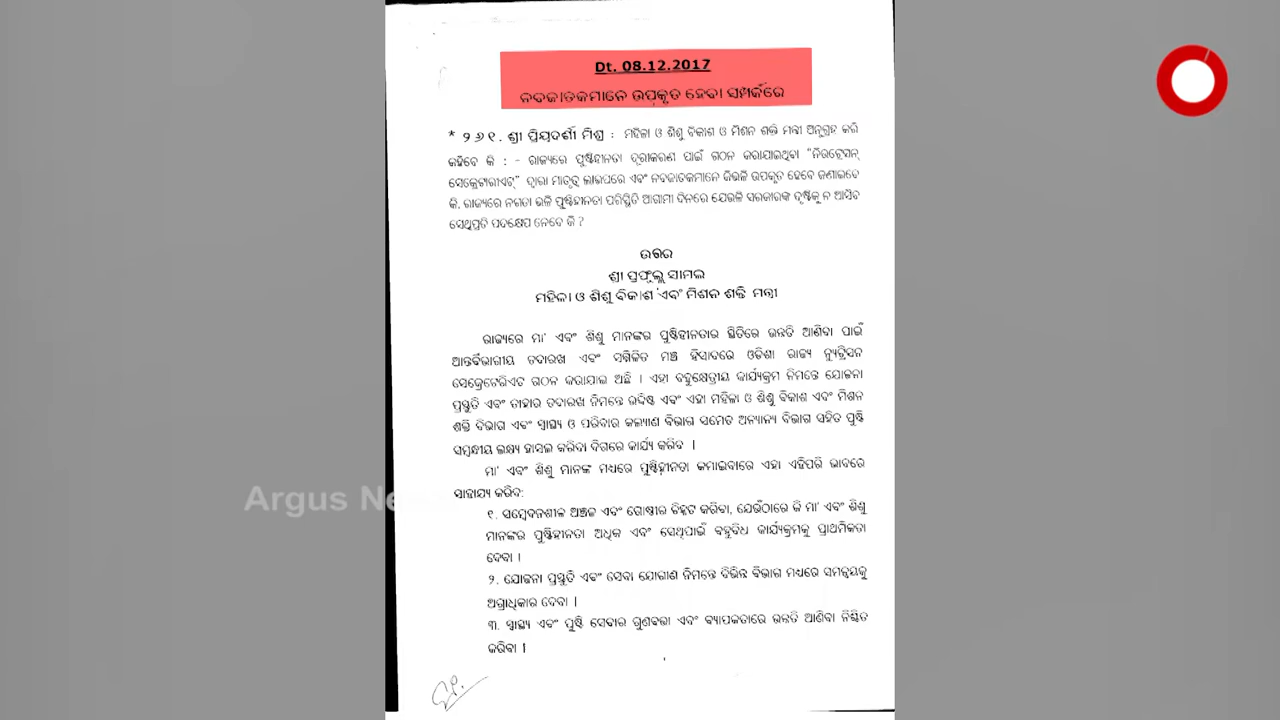 Dt. 08.12.2017
ନବଜାତକମାନେ ଉପକୃତ ହେବା ସମ୍ପର୍କରେ
* ୨୬୧. ଶ୍ରୀ ପ୍ରିୟଦର୍ଶୀ ମିଶ୍ର : ମହିଳା ଓ ଶିଶୁ ବିକାଶ ଓ ମିଶନ ଶକ୍ତି ମନ୍ତ୍ରୀ ଅନୁଗ୍ରହ କରି
କହିବେ କି : - ରାଜ୍ୟରେ ପୁଷ୍ଟିହୀନତା ଦୂରୀକରଣ ପାଇଁ ଗଠନ କରାଯାଇଥିବା "ନିଉଟ୍ରେସନ୍
ସେକ୍ରେଟାରୀଏଟ୍" ଦ୍ୱାରା ମାତୃତ୍ୱ ଲାଭପରେ ଏବଂ ନବଜାତକମାନେ କିଭଳି ଉପକୃତ ହେବେ ଜଣାଇବେ
କି, ରାଜ୍ୟରେ ନଗଡା ଭଳି ପୁଷ୍ଟିହୀନତା ପରିସ୍ଥିତି ଆଗାମୀ ଦିନରେ ଯେଭଳି ସରକାରଙ୍କ ଦୃଷ୍ଟିକୁ ନ ଆସିବ
ସେଥିପ୍ରତି ପଦକ୍ଷେପ ନେବେ କି ?
ଉତ୍ତର
ଶ୍ରୀ ପ୍ରଫୁଲ୍ଲ ସାମଲ
ମହିଳା ଓ ଶିଶୁ ବିକାଶ ଏବଂ ମିଶନ ଶକ୍ତି ମନ୍ତ୍ରୀ
ରାଜ୍ୟରେ ମା' ଏବଂ ଶିଶୁ ମାନଙ୍କର ପୁଷ୍ଟିହୀନତାର ସ୍ଥିତିରେ ଉନ୍ନତି ଆଣିବା ପାଇଁ
ଆନ୍ତର୍ବିଭାଗୀୟ ତଦାରଖ ଏବଂ ସମ୍ମିଳିତ ମଞ୍ଚ ହିସାବରେ ଓଡିଶା ରାଜ୍ୟ ନ୍ୟୁଟ୍ରିସନ
ସେକ୍ରେଟେରିଏଟ ଗଠନ କରାଯାଇ ଅଛି । ଏହା ବହୁକ୍ଷେତ୍ରୀୟ କାର୍ଯ୍ୟକ୍ରମ ନିମନ୍ତେ ଯୋଜନା
ପ୍ରସ୍ତୁତି ଏବଂ ତାହାର ତଦାରଖ ନିମନ୍ତେ ଉଦ୍ଦିଷ୍ଟ ଏବଂ ଏହା ମହିଳା ଓ ଶିଶୁ ବିକାଶ ଏବଂ ମିଶନ
ଶକ୍ତି ବିଭାଗ ଏବଂ ସ୍ୱାସ୍ଥ୍ୟ ଓ ପରିବାର କଲ୍ୟାଣ ବିଭାଗ ସମେତ ଅନ୍ୟାନ୍ୟ ବିଭାଗ ସହିତ ପୁଷ୍ଟି
ସମ୍ବନ୍ଧୀୟ ଲକ୍ଷ୍ୟ ହାସଲ କରିବା ଦିଗରେ କାର୍ଯ୍ୟ କରିବ ।
ମା' ଏବଂ ଶିଶୁ ମାନଙ୍କ ମଧ୍ୟରେ ପୁଷ୍ଟିହୀନତା କମାଇବାରେ ଏହା ଏହିପରି ଭାବରେ
ସାହାଯ୍ୟ କରିବ:
୧. ସମ୍ବେଦନଶୀଳ ଅଞ୍ଚଳ ଏବଂ ଗୋଷ୍ଠୀର ଚିହ୍ନଟ କରିବା, ଯେଉଁଠାରେ କି ମା' ଏବଂ ଶିଶୁ
ମାନଙ୍କର ପୁଷ୍ଟିହୀନତା ଅଧିକ ଏବଂ ସେଥିପାଇଁ ବହୁବିଧ କାର୍ଯ୍ୟକ୍ରମକୁ ପ୍ରାଥମିକତା
ଦେବା ।
୨. ଯୋଜନା ପ୍ରସ୍ତୁତି ଏବଂ ସେବା ଯୋଗାଣ ନିମନ୍ତେ ବିଭିନ୍ନ ବିଭାଗ ମଧ୍ୟରେ ସମନ୍ୱୟକୁ
ଅଗ୍ରାଧିକାର ଦେବା ।
୩. ସ୍ୱାସ୍ଥ୍ୟ ଏବଂ ପୁଷ୍ଟି ସେବାର ଗୁଣବତ୍ତା ଏବଂ ବ୍ୟାପକତାରେ ଉନ୍ନତି ଆଣିବା ନିଶ୍ଚିତ
କରିବା ।
Argus